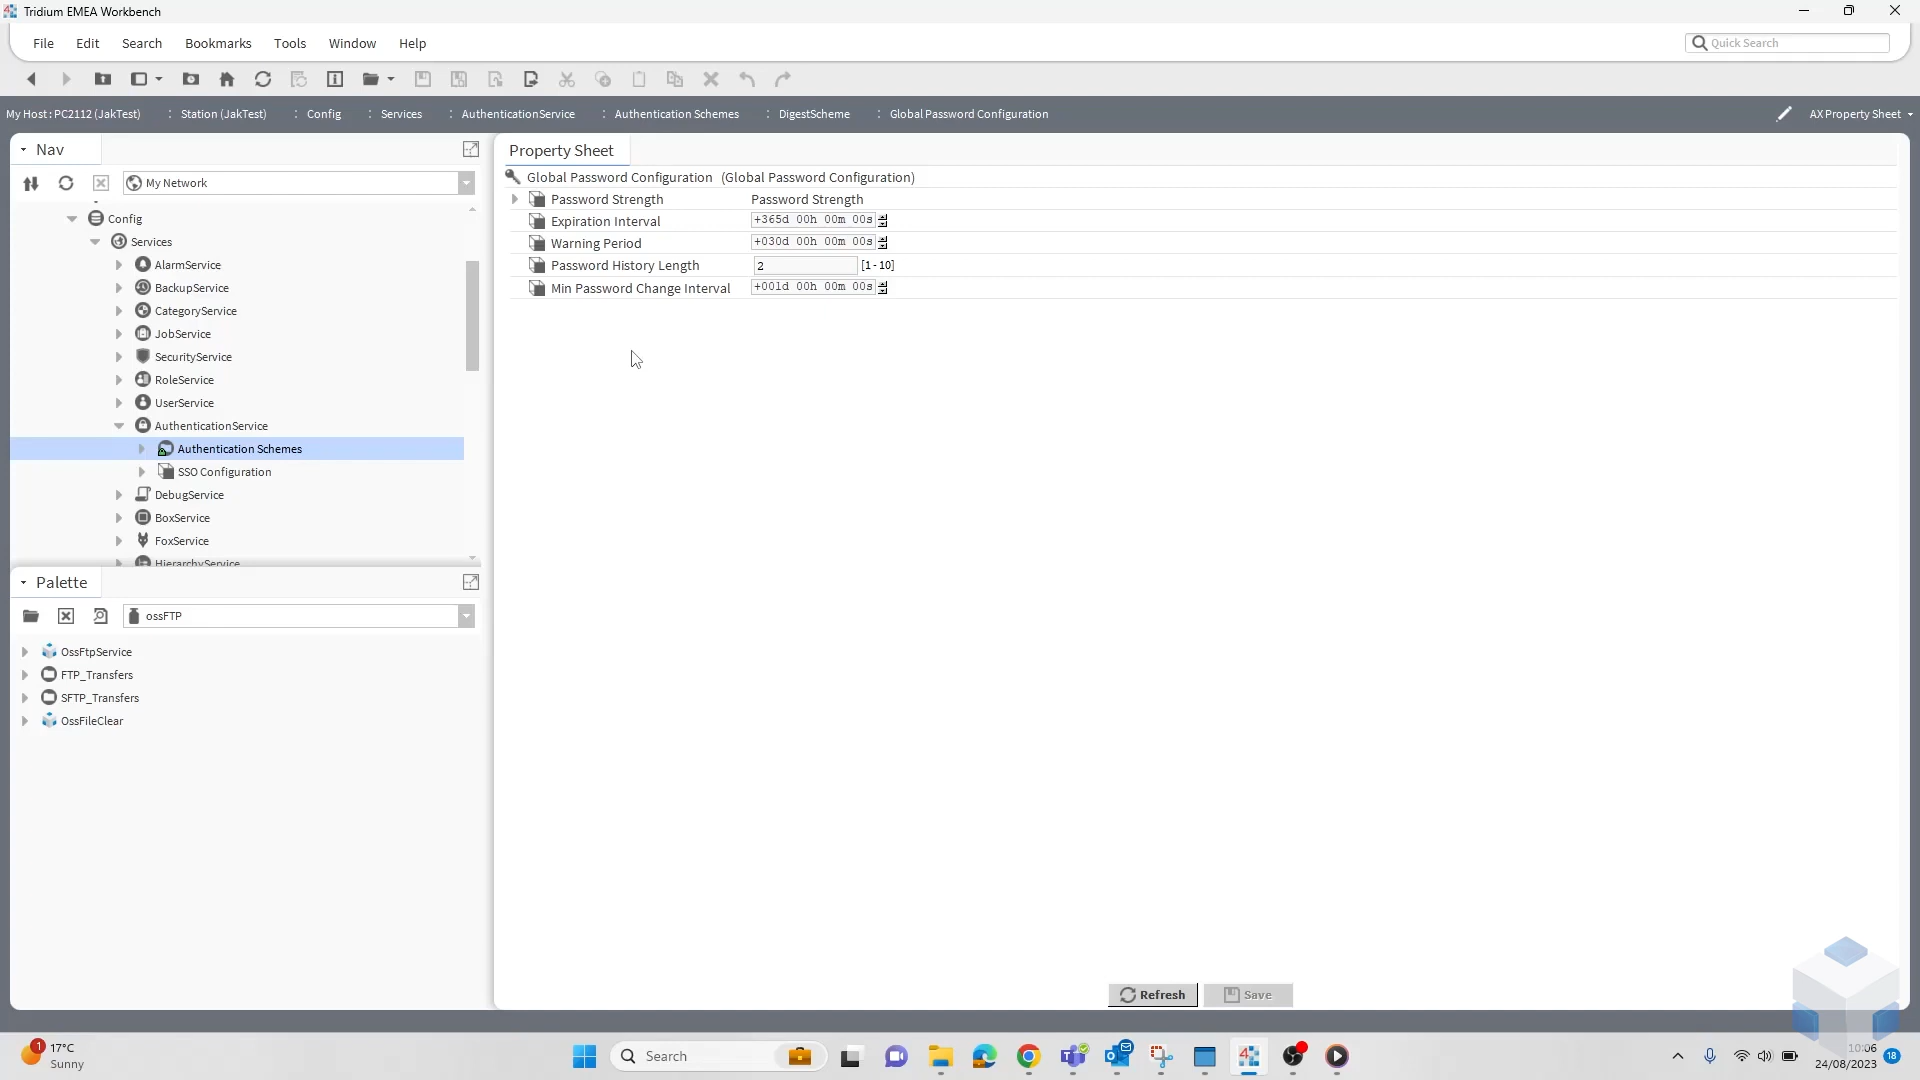 Tridium EMEA Workbench
File Edit Search Bookmarks Tools Window Help
Quick Search
My Host : PC2112 (JakTest) : Station (JakTest) : Config : Services : AuthenticationService : Authentication Schemes : DigestScheme : Global Password Configuration
AX Property Sheet
Nav
My Network
Config
Services
AlarmService
BackupService
CategoryService
JobService
SecurityService
RoleService
UserService
AuthenticationService
Authentication Schemes
SSO Configuration
DebugService
BoxService
FoxService
HierarchyService
Palette
ossFTP
OssFtpService
FTP_Transfers
SFTP_Transfers
OssFileClear
Property Sheet
Global Password Configuration (Global Password Configuration)
Password Strength Password Strength
Expiration Interval +365d 00h 00m 00s
Warning Period +030d 00h 00m 00s
Password History Length 2 [1 - 10]
Min Password Change Interval +001d 00h 00m 00s
Refresh Save
1
17°C
Sunny
Search
10:06
24/08/2023
18